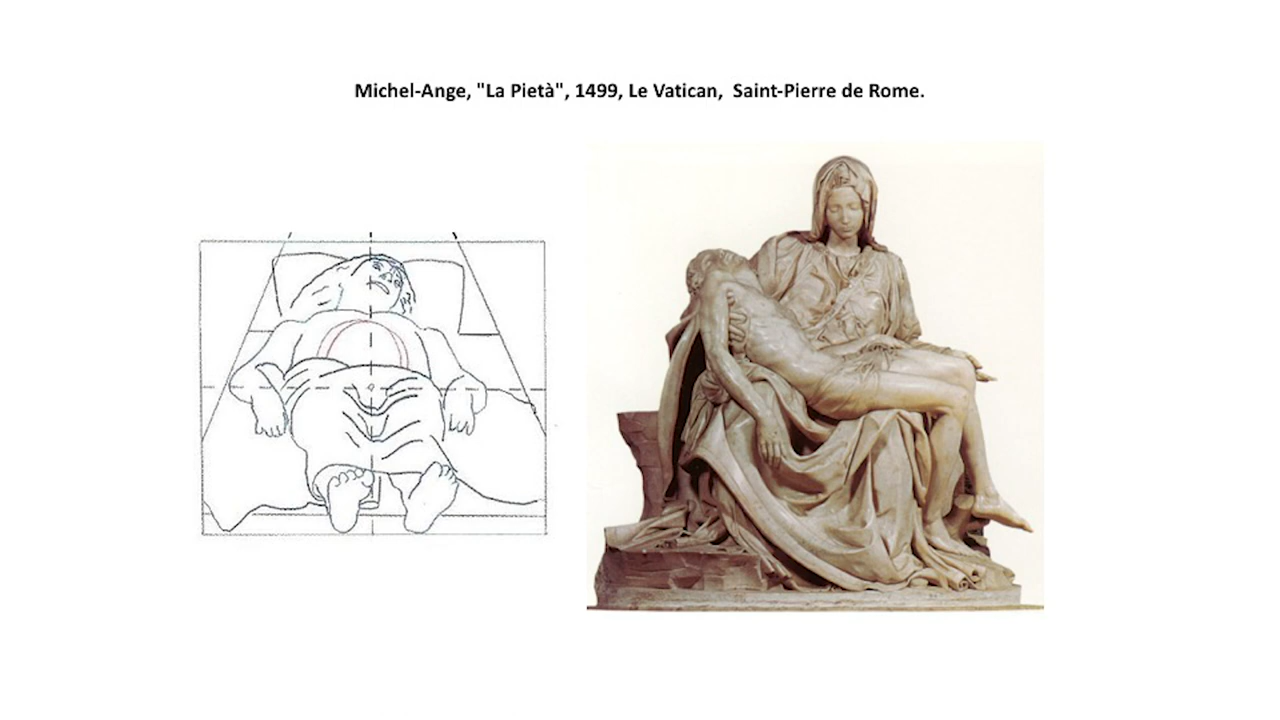 Michel-Ange, "La Pietà", 1499, Le Vatican,  Saint-Pierre de Rome.